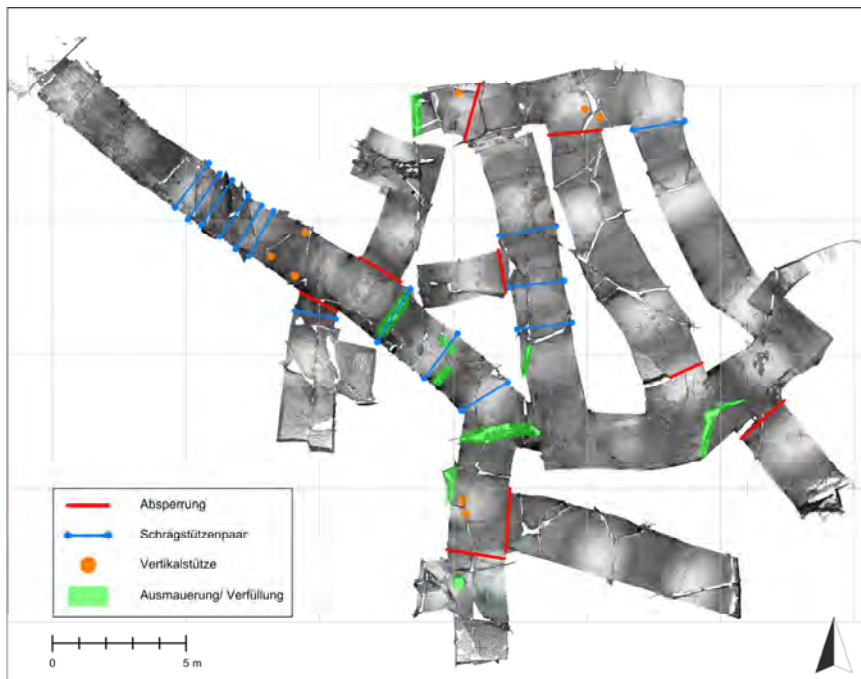 Absperrung
Schrägstützenpaar
Vertikalstütze
Ausmauerung/ Verfüllung
0
5 m